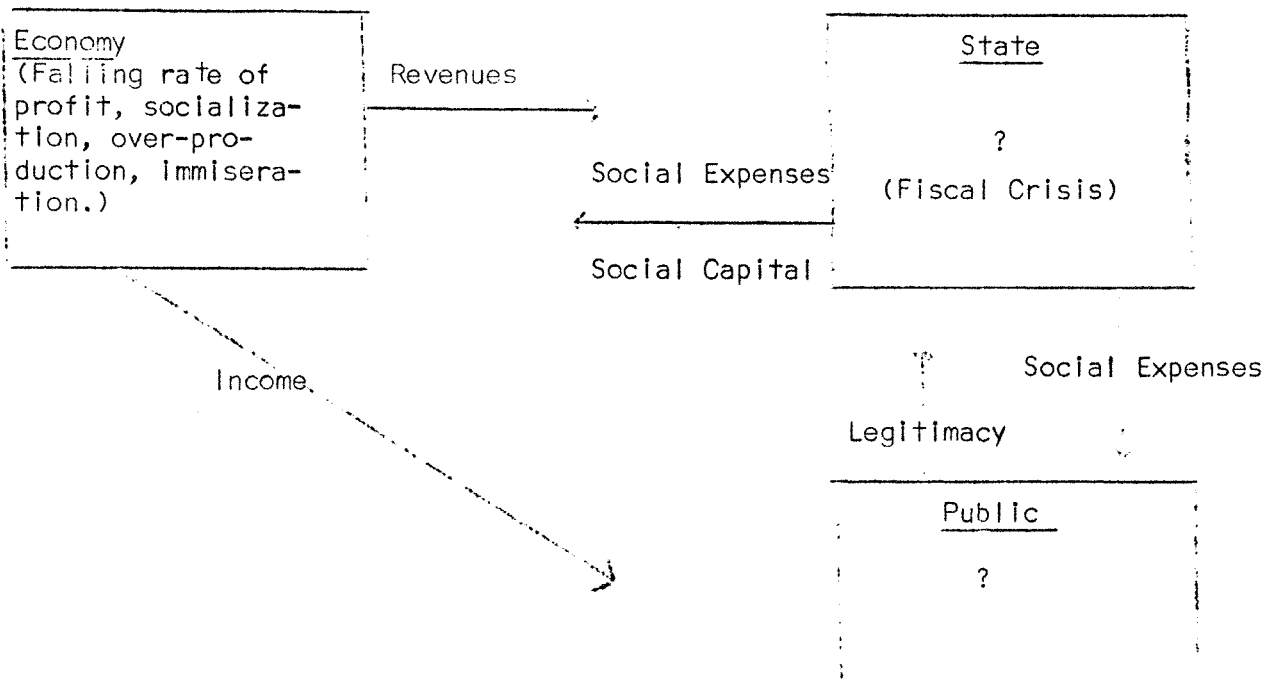 Economy
(Falling rate of
profit, socializa-
tion, over-pro-
duction, immisera-
tion.)
Revenues
State
?
(Fiscal Crisis)
Social Expenses
Social Capital
Income
Social Expenses
Legitimacy
Public
?